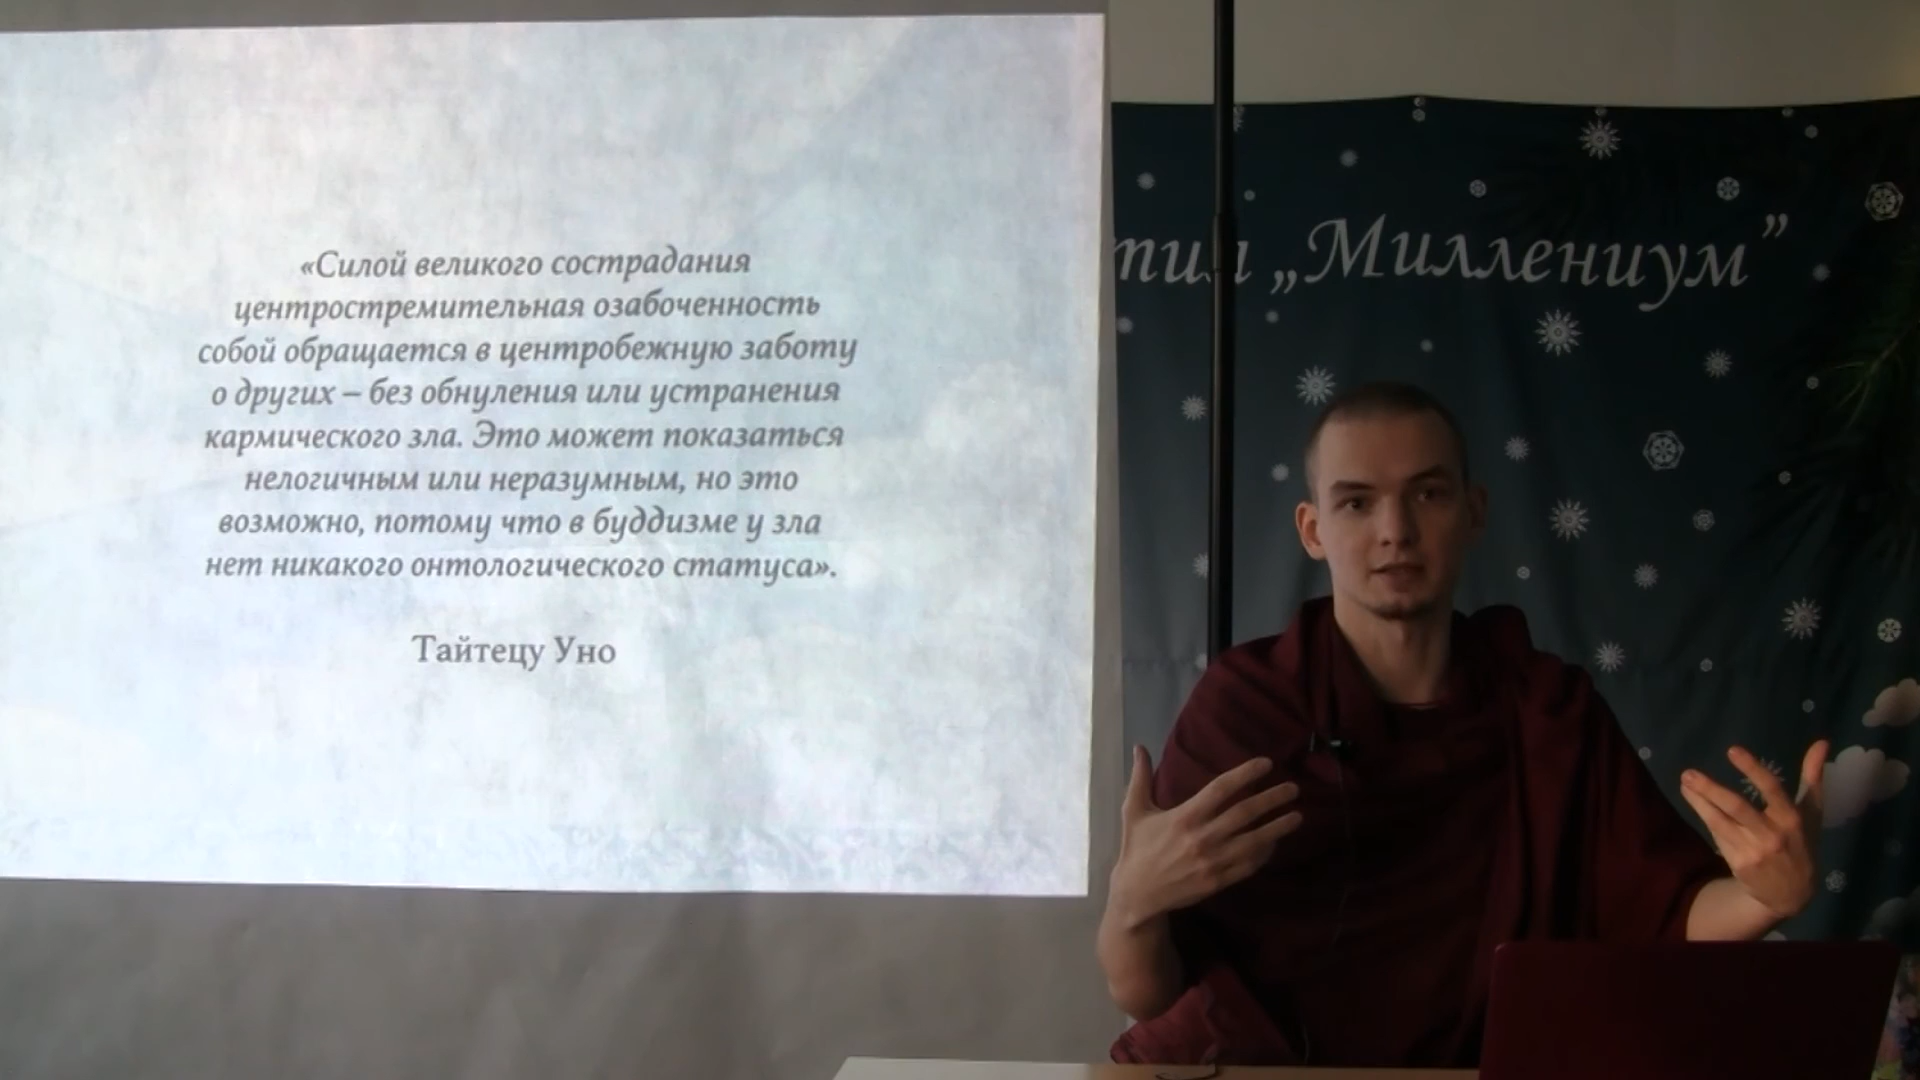 «Силой великого сострадания
центростремительная озабоченность
собой обращается в центробежную заботу
о других – без обнуления или устранения
кармического зла. Это может показаться
нелогичным или неразумным, но это
возможно, потому что в буддизме у зла
нет никакого онтологического статуса».
Тайтецу Уно
„Миллениум”